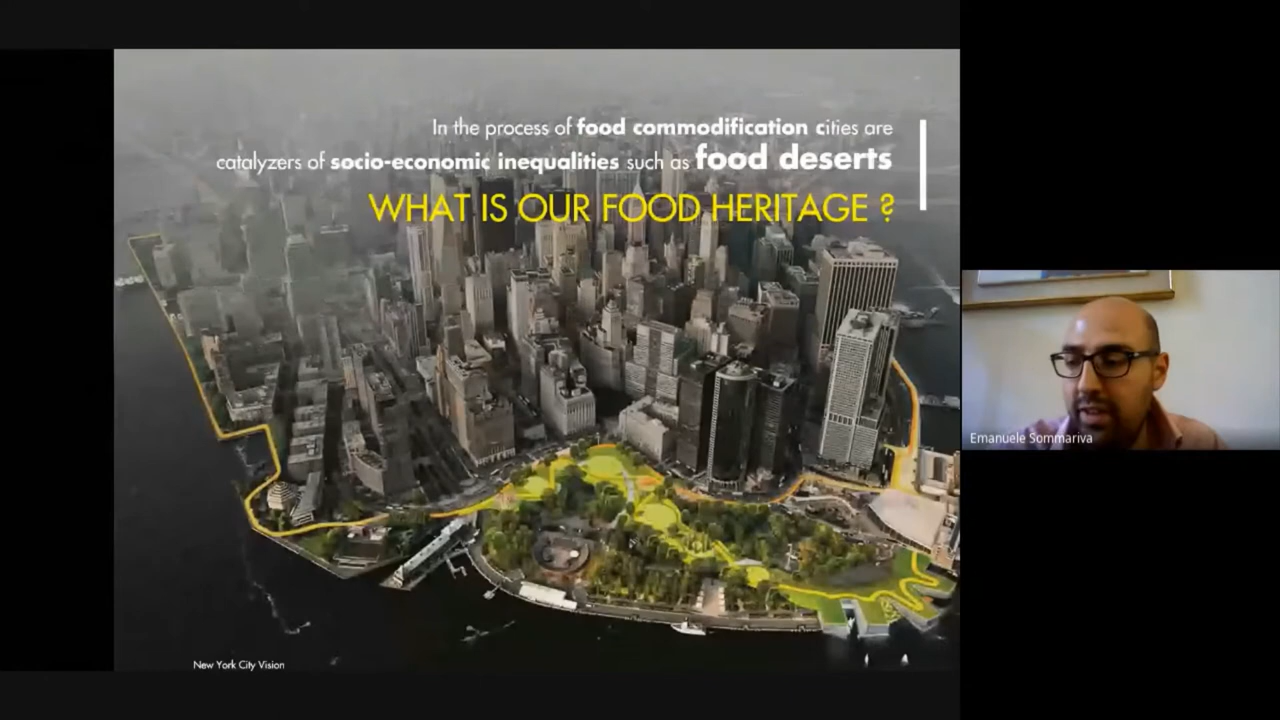 In the process of food commodification cities are
catalyzers of socio-economic inequalities such as food deserts
WHAT IS OUR FOOD HERITAGE ?
Emanuele Sommariva
New York City Vision